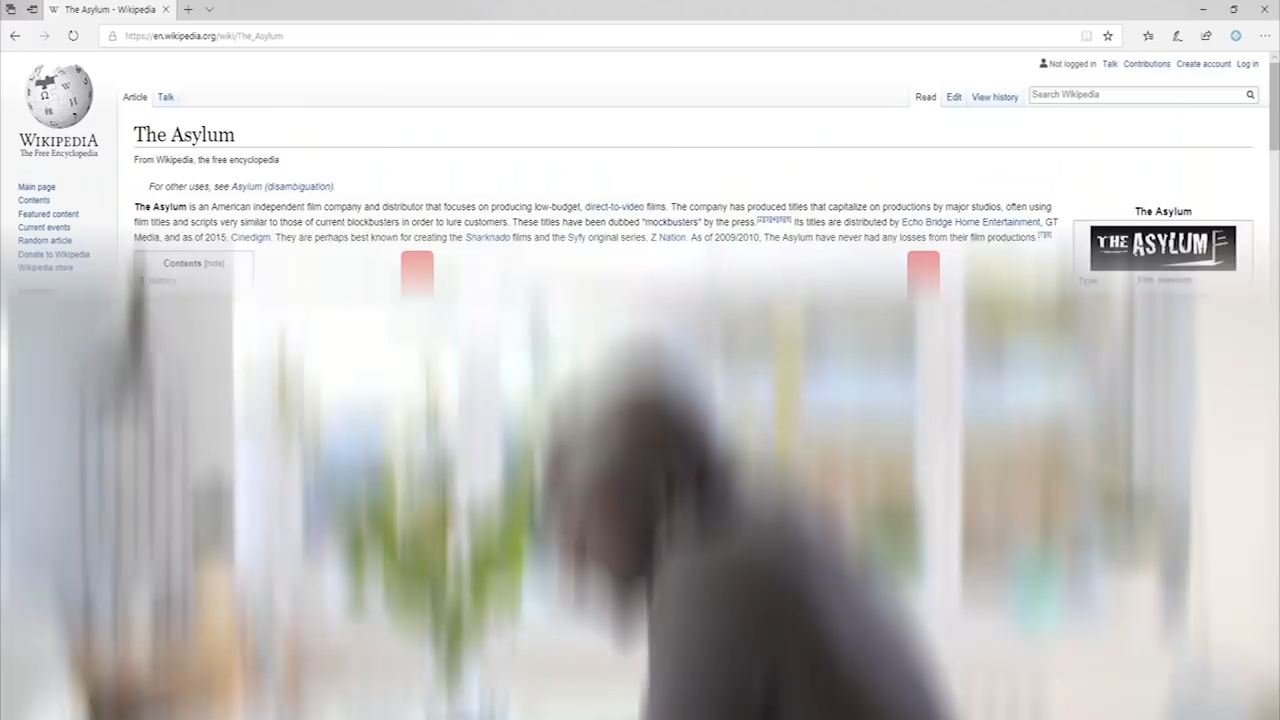 The Asylum - Wikipedia
https://en.wikipedia.org/wiki/The_Asylum
Not logged in Talk Contributions Create account Log in
Article Talk Read Edit View history Search Wikipedia
WIKIPEDIA
The Free Encyclopedia
The Asylum
From Wikipedia, the free encyclopedia
For other uses, see Asylum (disambiguation).
Main page
Contents
Featured content
Current events
Random article
Donate to Wikipedia
Wikipedia store
The Asylum is an American independent film company and distributor that focuses on producing low-budget, direct-to-video films. The company has produced titles that capitalize on productions by major studios, often using
film titles and scripts very similar to those of current blockbusters in order to lure customers. These titles have been dubbed "mockbusters" by the press. Its titles are distributed by Echo Bridge Home Entertainment, GT
Media, and as of 2015, Cinedigm. They are perhaps best known for creating the Sharknado films and the Syfy original series, Z Nation. As of 2009/2010, The Asylum have never had any losses from their film productions.
Contents [hide]
The Asylum
THE ASYLUM